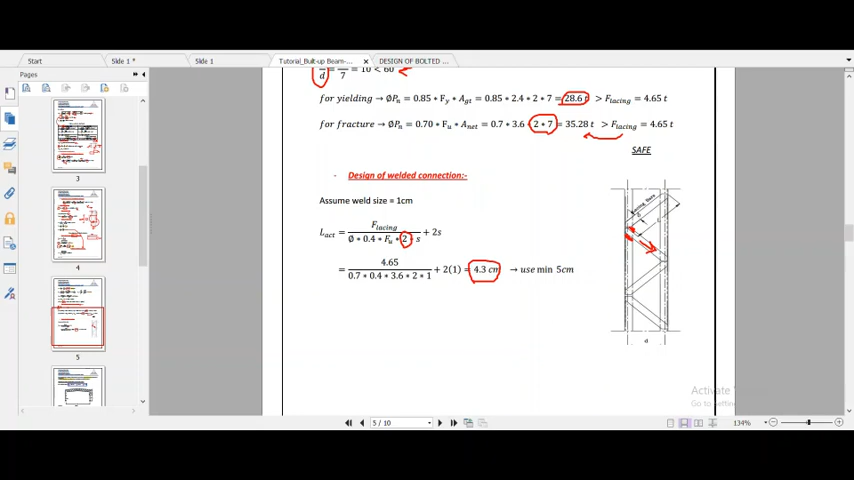 Start
Slide 1 *
Slide 1
Tutorial_Built-up Beam-...
DESIGN OF BOLTED ...
Pages
3
4
5
d = 7 = 10 < 60
for yielding → ∅Pn = 0.85 * Fy * Agt = 0.85 * 2.4 * 2 * 7 = 28.6 t > Flacing = 4.65 t
for fracture → ∅Pn = 0.70 * Fu * Anet = 0.7 * 3.6 * 2 * 7 = 35.28 t > Flacing = 4.65 t
SAFE
- Design of welded connection:-
Assume weld size = 1cm
Lact = Flacing / ∅ * 0.4 * Fu * 2 * s + 2s
= 4.65 / 0.7 * 0.4 * 3.6 * 2 * 1 + 2(1) = 4.3 cm → use min 5cm
Lacing Bars
d
Activate
Go to
5 / 10
134%